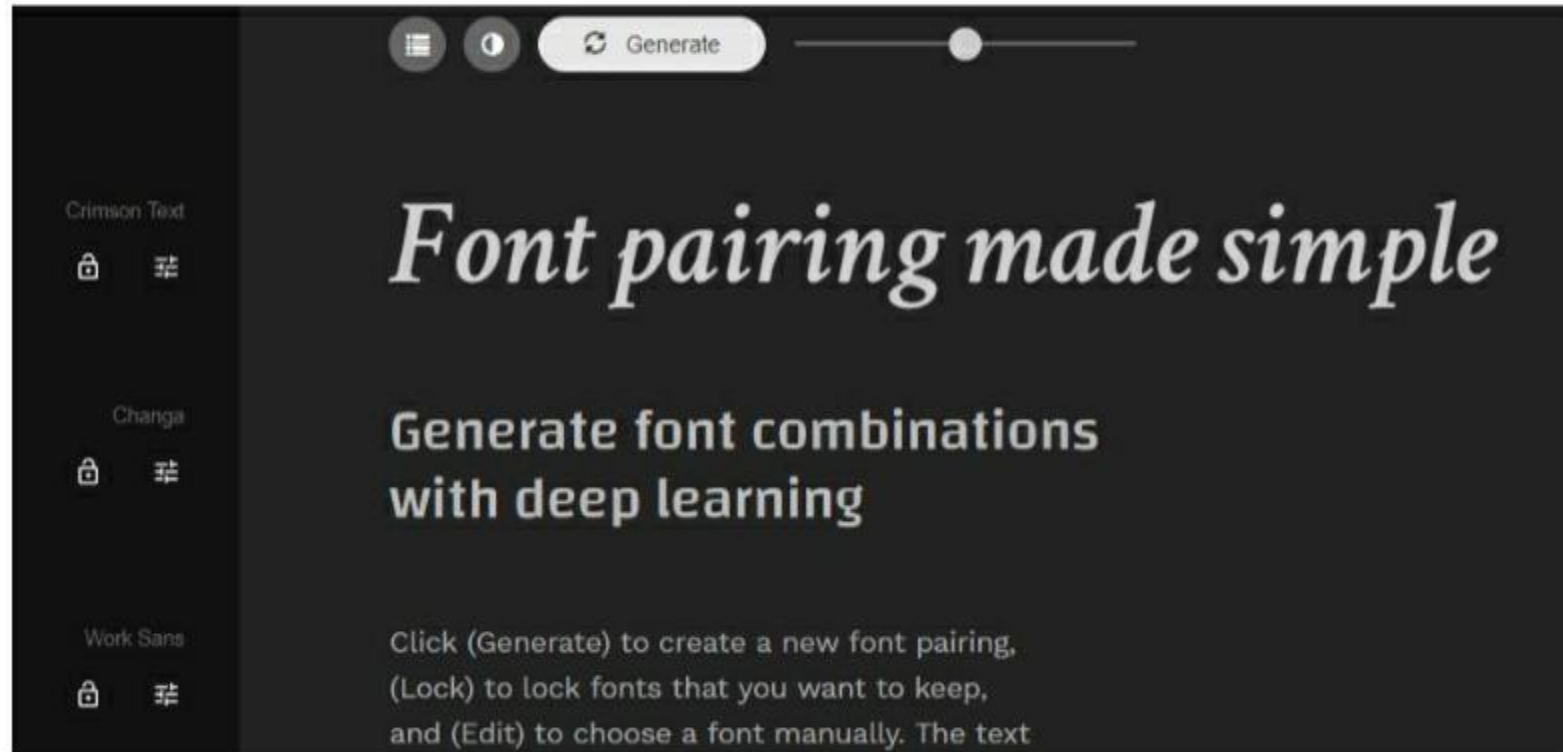 Generate
Crimson Text
Font pairing made simple
Changa
Generate font combinations
with deep learning
Work Sans
Click (Generate) to create a new font pairing,
(Lock) to lock fonts that you want to keep,
and (Edit) to choose a font manually. The text